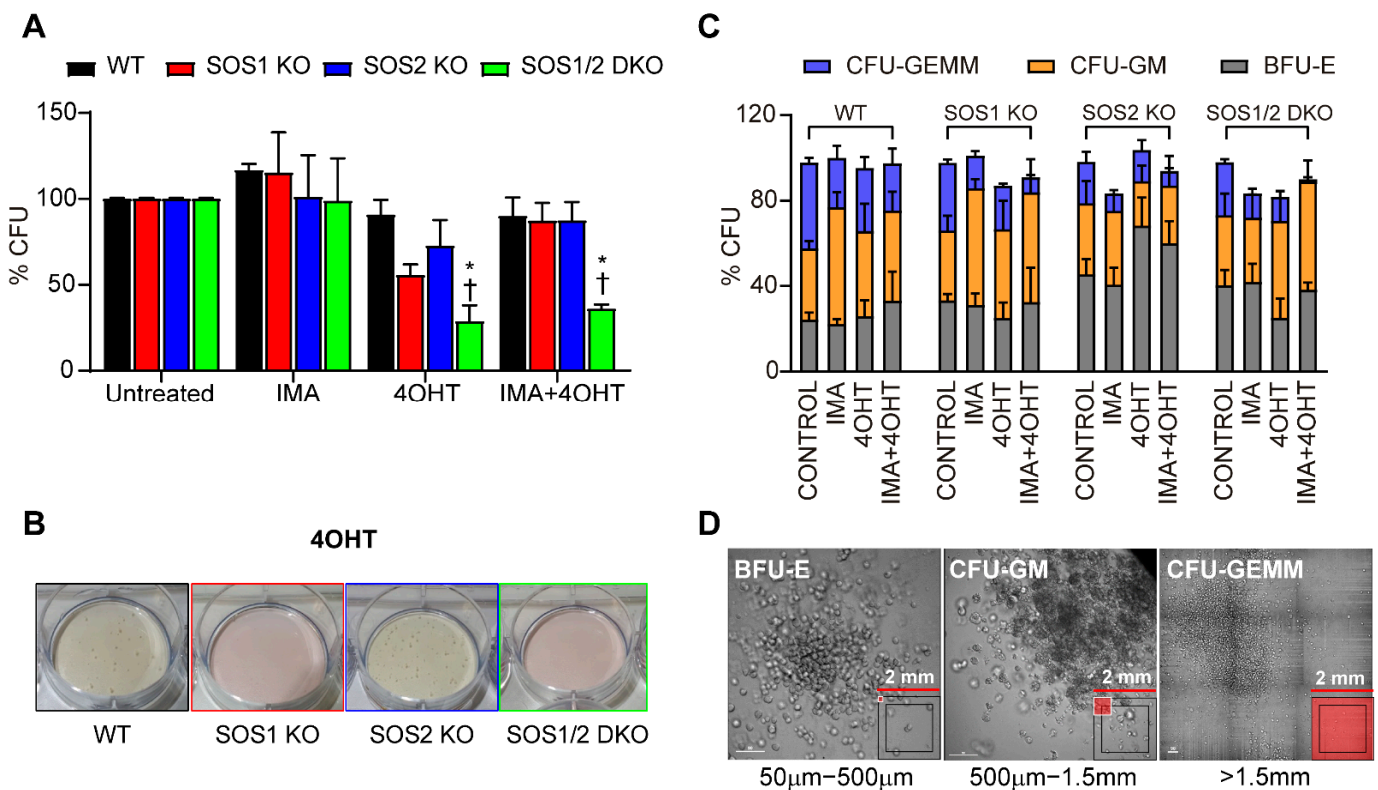 A
WT SOS1 KO SOS2 KO SOS1/2 DKO
% CFU
150
100
50
0
* †
* †
Untreated IMA 4OHT IMA+4OHT
B
4OHT
WT SOS1 KO SOS2 KO SOS1/2 DKO
C
CFU-GEMM CFU-GM BFU-E
% CFU
120
80
40
0
WT SOS1 KO SOS2 KO SOS1/2 DKO
CONTROL IMA 4OHT IMA+4OHT CONTROL IMA 4OHT IMA+4OHT CONTROL IMA 4OHT IMA+4OHT CONTROL IMA 4OHT IMA+4OHT
D
BFU-E CFU-GM CFU-GEMM
2 mm 2 mm 2 mm
50μm−500μm 500μm−1.5mm >1.5mm